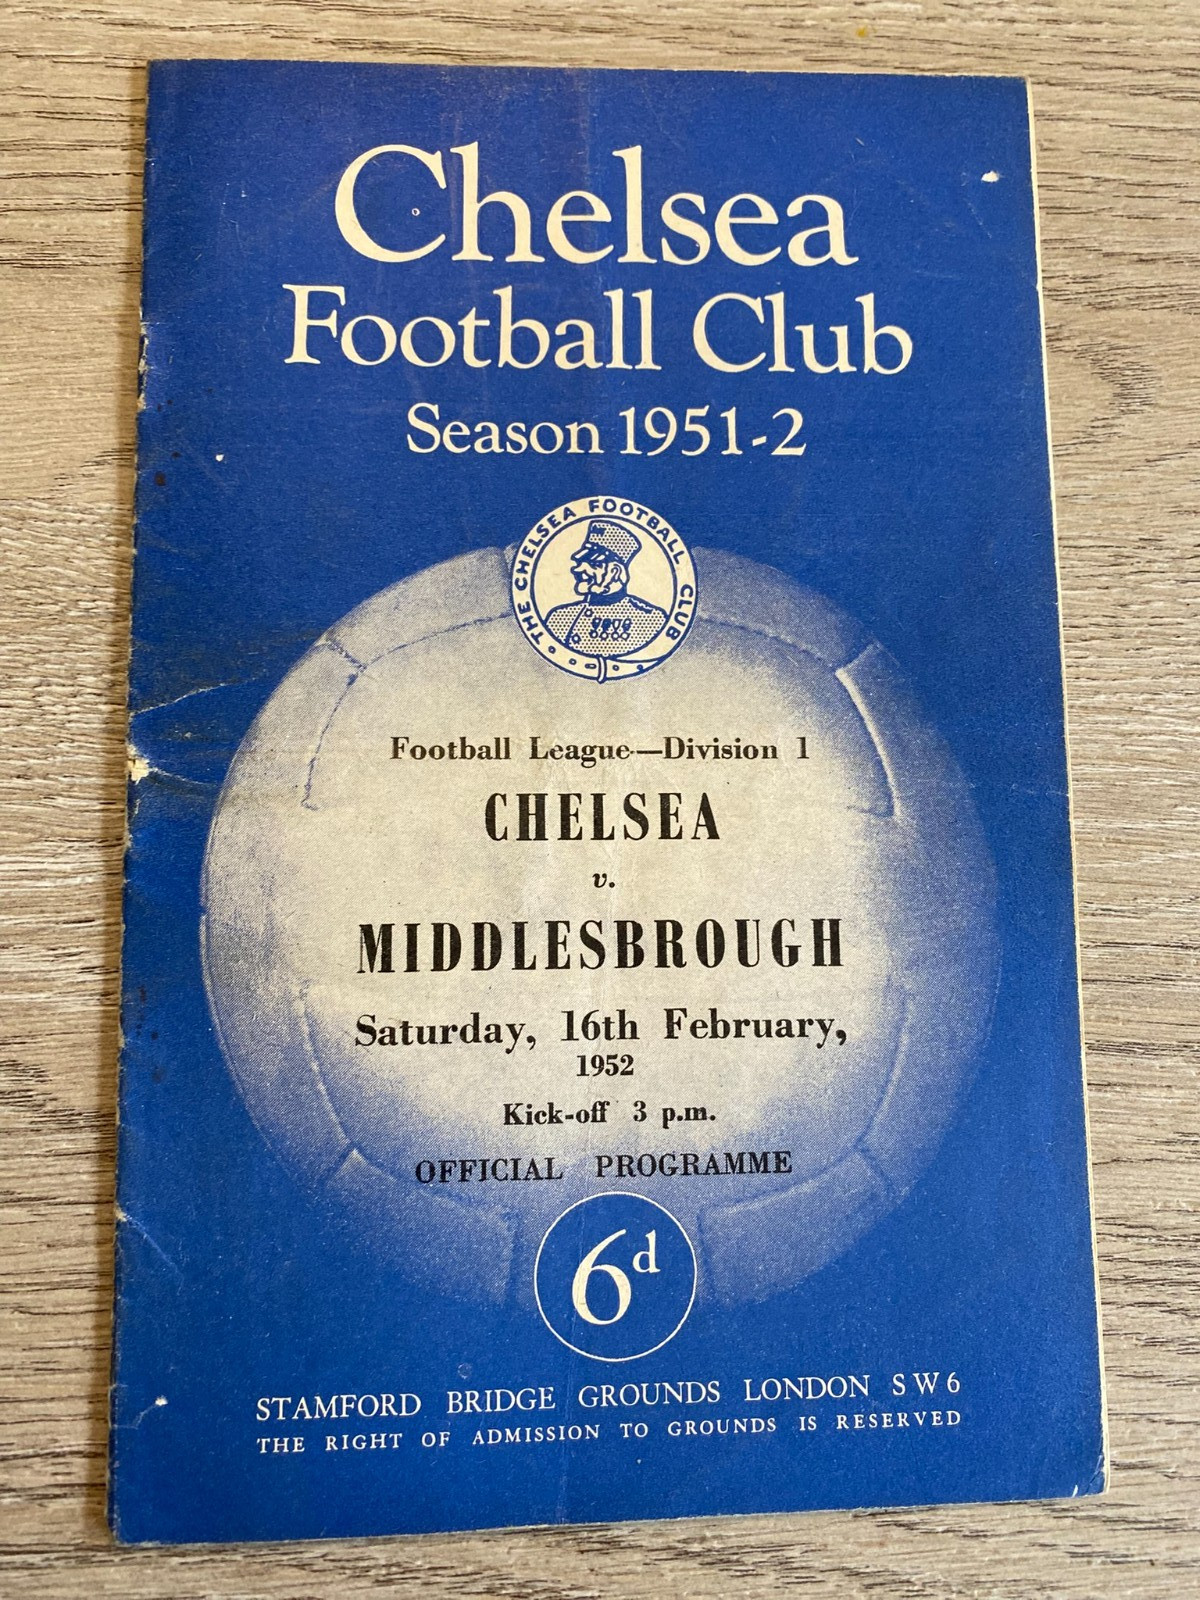 Chelsea
Football Club
Season 1951-2
THE CHELSEA FOOTBALL CLUB
Football League—Division 1
CHELSEA
v.
MIDDLESBROUGH
Saturday, 16th February,
1952
Kick-off 3 p.m.
OFFICIAL PROGRAMME
6d
STAMFORD BRIDGE GROUNDS LONDON SW6
THE RIGHT OF ADMISSION TO GROUNDS IS RESERVED